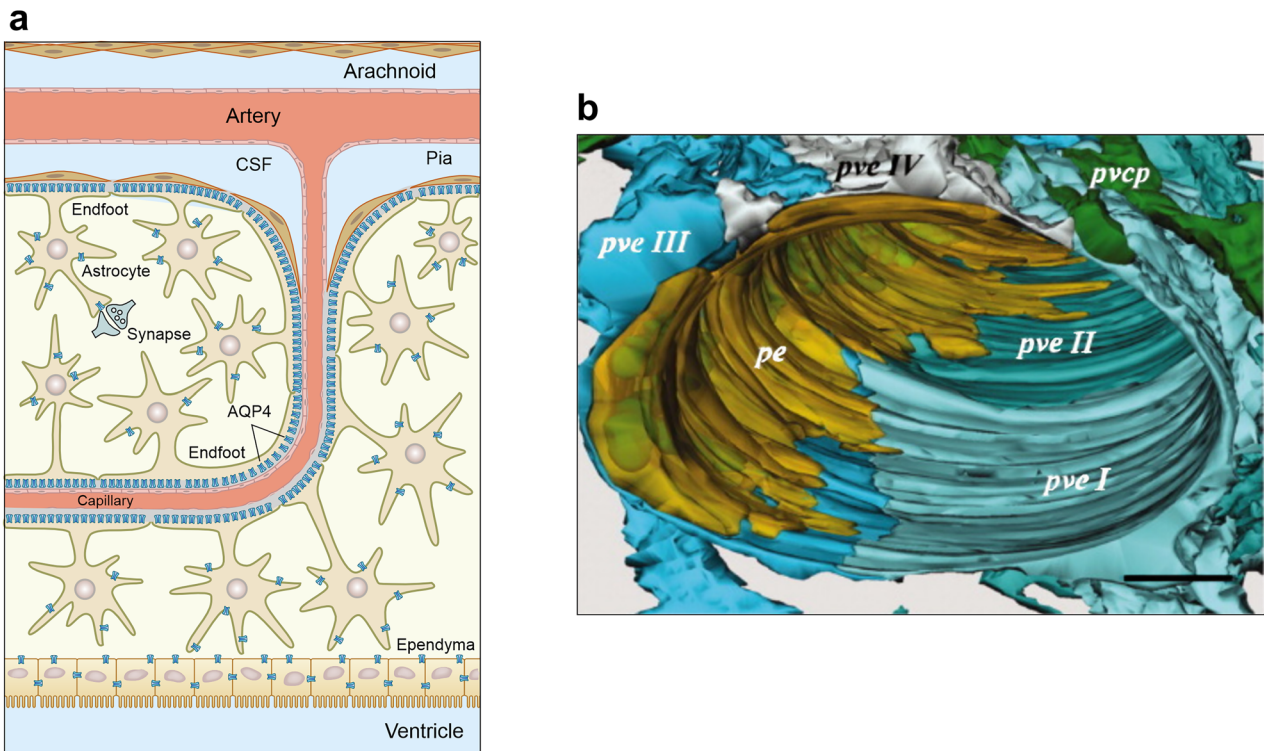 a
Arachnoid
Artery
CSF
Pia
Endfoot
Astrocyte
Synapse
AQP4
Endfoot
Capillary
Ependyma
Ventricle
b
pve IV
pvcp
pve III
pe
pve II
pve I